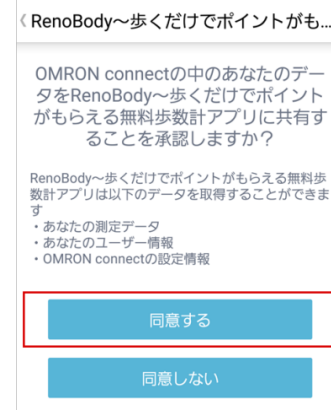 〈 RenoBody～歩くだけでポイントがも...
OMRON connectの中のあなたのデー
タをRenoBody～歩くだけでポイント
がもらえる無料歩数計アプリに共有す
ることを承認しますか？
RenoBody～歩くだけでポイントがもらえる無料歩
数計アプリは以下のデータを取得することができま
す
・あなたの測定データ
・あなたのユーザー情報
・OMRON connectの設定情報
同意する
同意しない